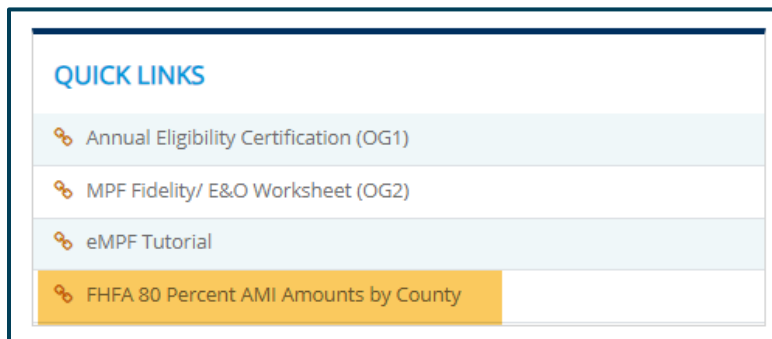 QUICK LINKS
Annual Eligibility Certification (OG1)
MPF Fidelity/ E&O Worksheet (OG2)
eMPF Tutorial
FHFA 80 Percent AMI Amounts by County